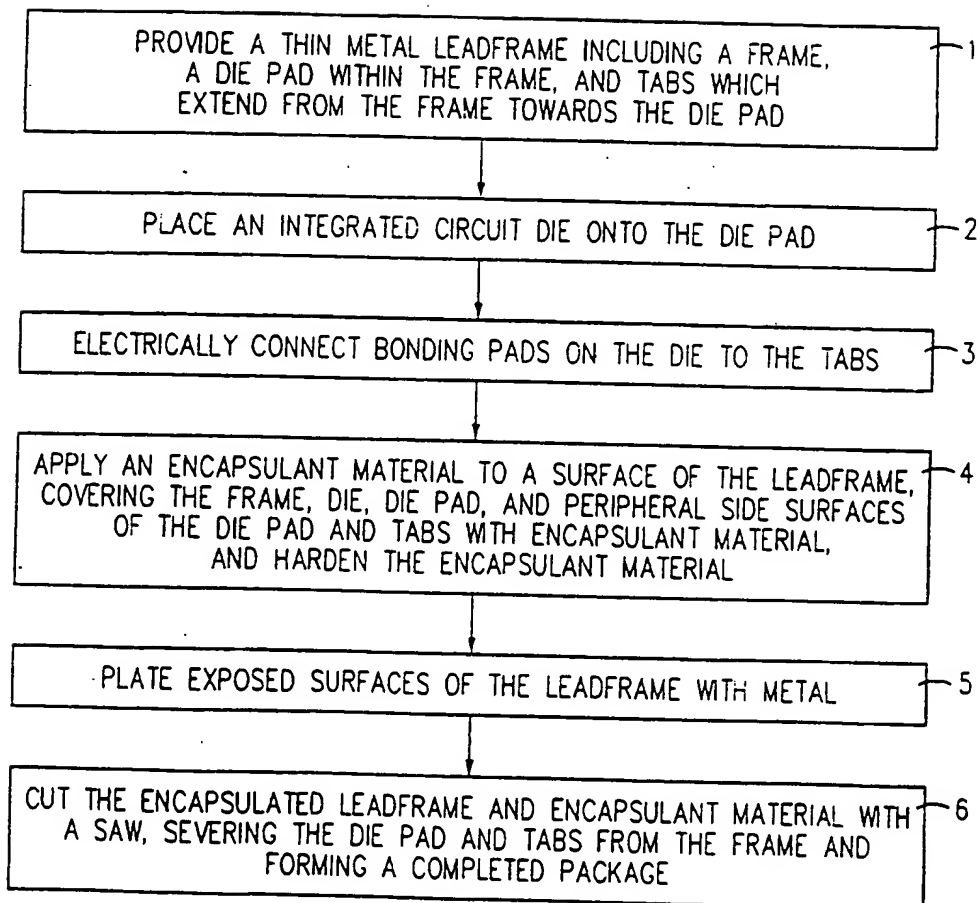 PROVIDE A THIN METAL LEADFRAME INCLUDING A FRAME, 1
A DIE PAD WITHIN THE FRAME, AND TABS WHICH
EXTEND FROM THE FRAME TOWARDS THE DIE PAD
PLACE AN INTEGRATED CIRCUIT DIE ONTO THE DIE PAD 2
ELECTRICALLY CONNECT BONDING PADS ON THE DIE TO THE TABS 3
APPLY AN ENCAPSULANT MATERIAL TO A SURFACE OF THE LEADFRAME, 4
COVERING THE FRAME, DIE, DIE PAD, AND PERIPHERAL SIDE SURFACES
OF THE DIE PAD AND TABS WITH ENCAPSULANT MATERIAL,
AND HARDEN THE ENCAPSULANT MATERIAL
PLATE EXPOSED SURFACES OF THE LEADFRAME WITH METAL 5
CUT THE ENCAPSULATED LEADFRAME AND ENCAPSULANT MATERIAL WITH 6
A SAW, SEVERING THE DIE PAD AND TABS FROM THE FRAME AND
FORMING A COMPLETED PACKAGE